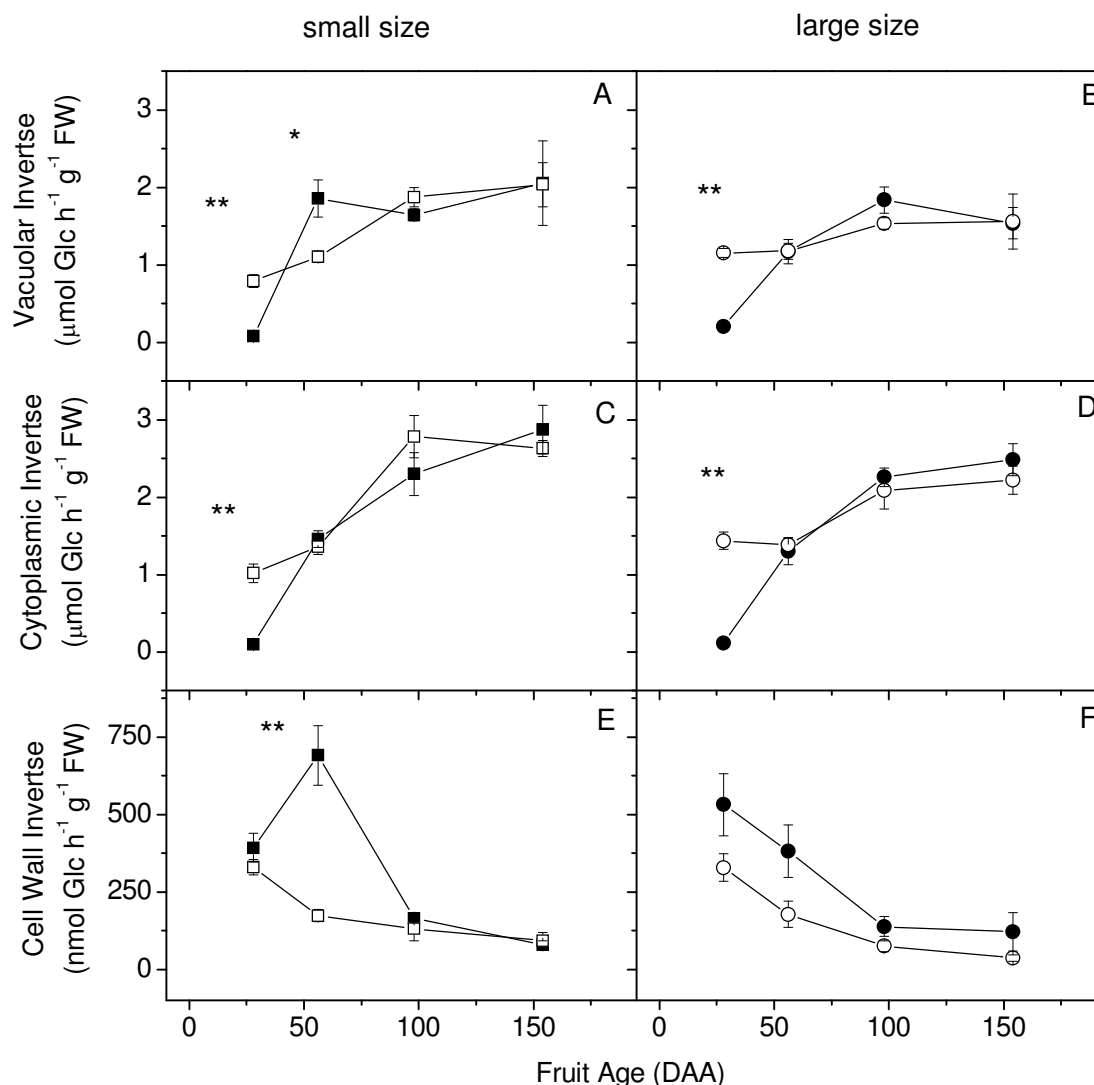 small size
large size
Vacuolar Invertse
(μmol Glc h⁻¹ g⁻¹ FW)
3
2
1
0
A
*
**
B
**
Cytoplasmic Invertse
(μmol Glc h⁻¹ g⁻¹ FW)
3
2
1
0
C
**
D
**
Cell Wall Invertse
(nmol Glc h⁻¹ g⁻¹ FW)
750
500
250
0
E
**
F
0 50 100 150
0 50 100 150
Fruit Age (DAA)